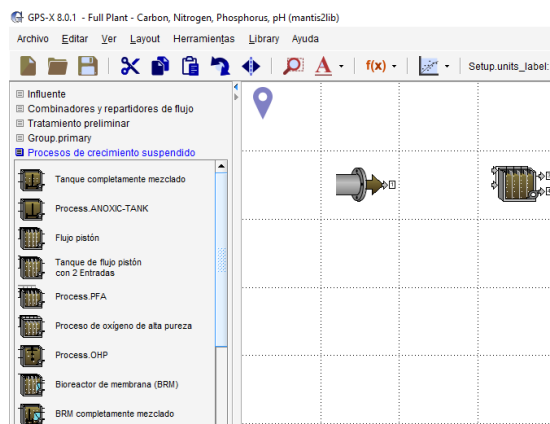 GPS-X 8.0.1 - Full Plant - Carbon, Nitrogen, Phosphorus, pH (mantis2lib)
Archivo Editar Ver Layout Herramientas Library Ayuda
A f(x) Setup.units_label:
Influente
Combinadores y repartidores de flujo
Tratamiento preliminar
Group.primary
Procesos de crecimiento suspendido
Tanque completamente mezclado
Process.ANOXIC-TANK
Flujo pistón
Tanque de flujo pistón
con 2 Entradas
Process.PFA
Proceso de oxígeno de alta pureza
Process.OHP
Bioreactor de membrana (BRM)
BRM completamente mezclado